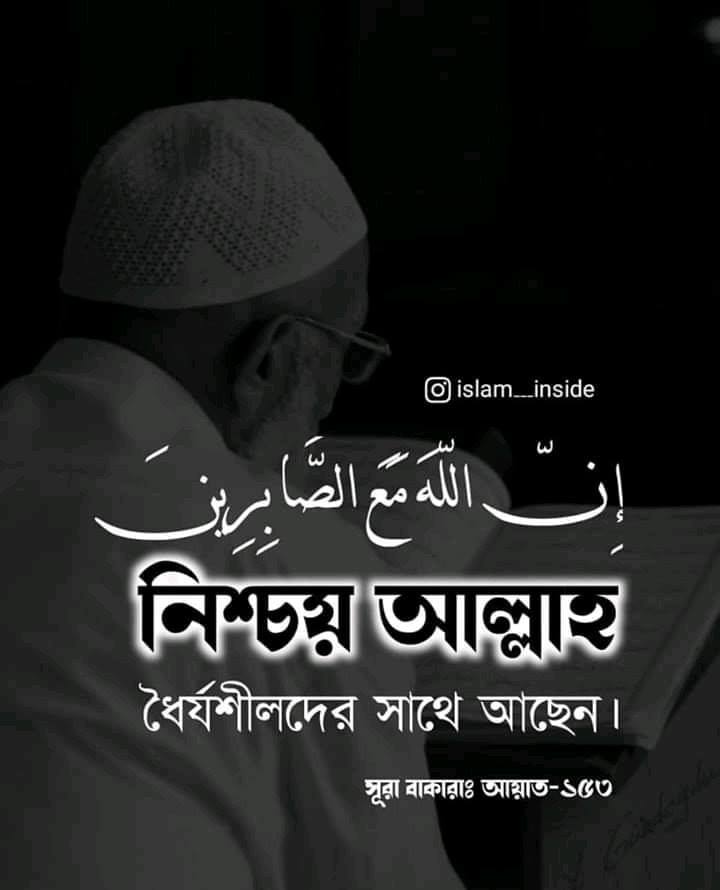 islam__inside
إِنَّ اللَّهَ مَعَ الصَّابِرِينَ
নিশ্চয় আল্লাহ
ধৈর্যশীলদের সাথে আছেন।
সূরা বাকারাঃ আয়াত-১৫৩